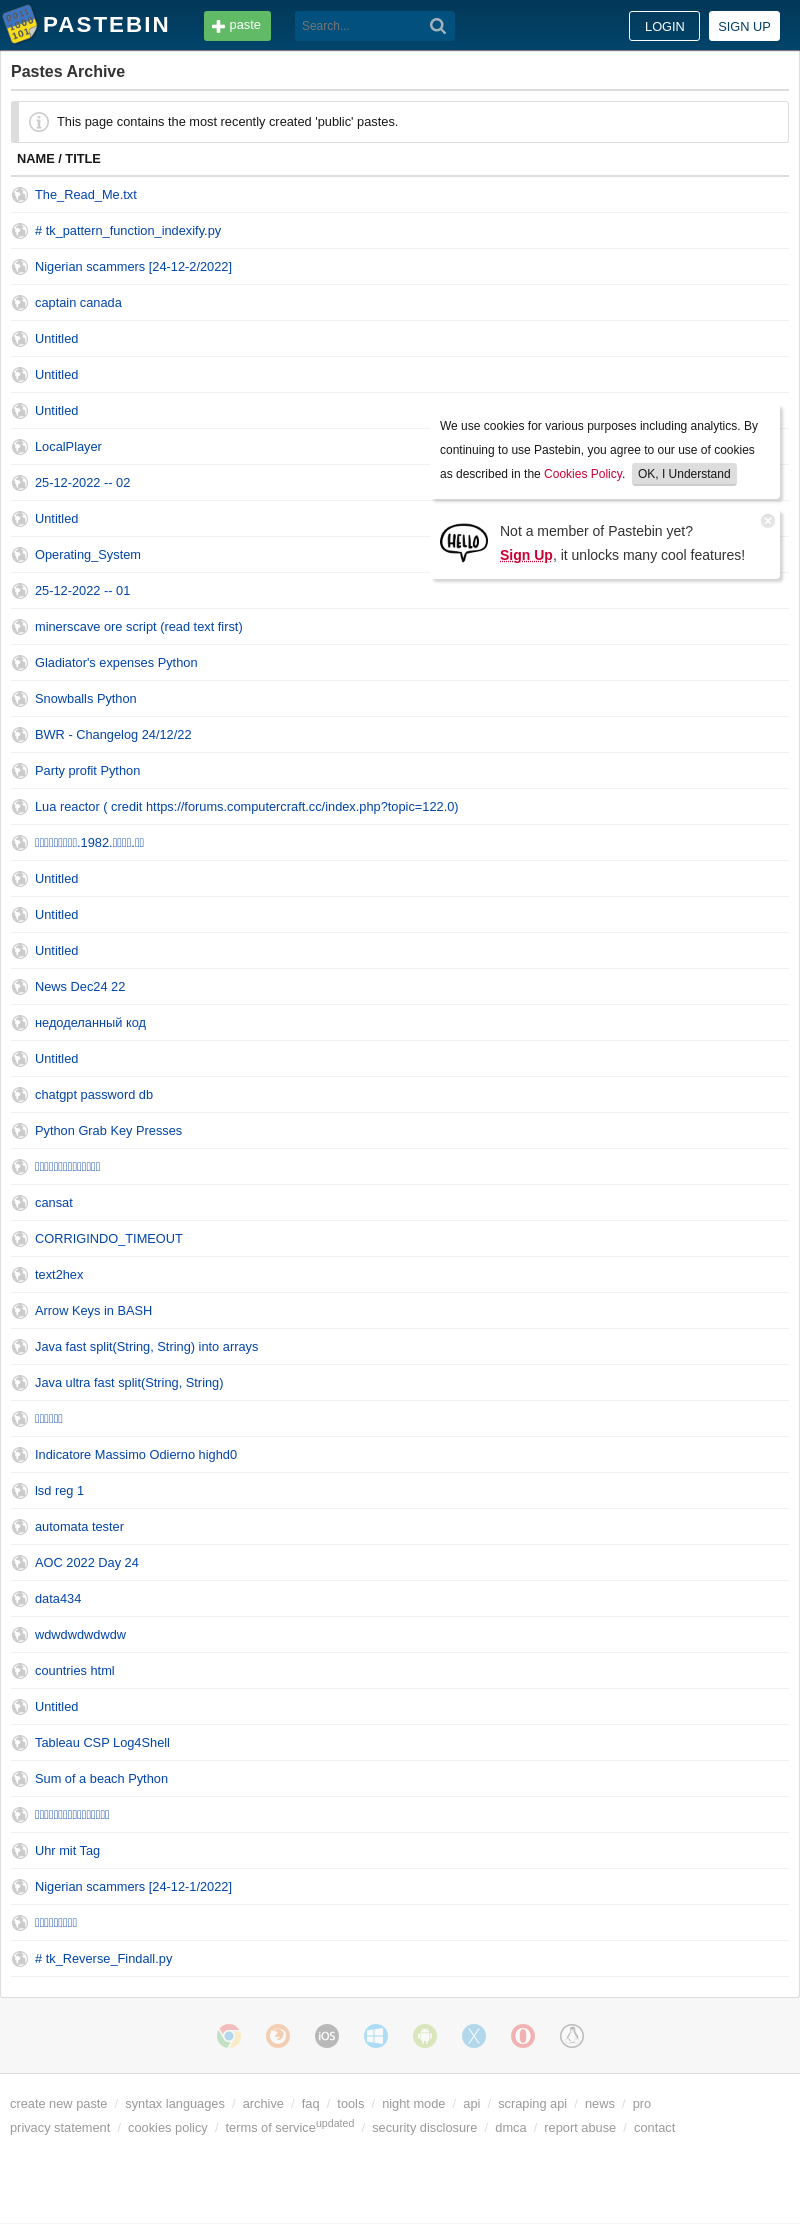 PASTEBIN
paste
Search...
LOGIN
SIGN UP
Pastes Archive
This page contains the most recently created 'public' pastes.
NAME / TITLE
The_Read_Me.txt
# tk_pattern_function_indexify.py
Nigerian scammers [24-12-2/2022]
captain canada
Untitled
Untitled
Untitled
We use cookies for various purposes including analytics. By
continuing to use Pastebin, you agree to our use of cookies
as described in the Cookies Policy. OK, I Understand
LocalPlayer
25-12-2022 -- 02
Untitled
HELLO
Not a member of Pastebin yet?
Sign Up, it unlocks many cool features!
Operating_System
25-12-2022 -- 01
minerscave ore script (read text first)
Gladiator's expenses Python
Snowballs Python
BWR - Changelog 24/12/22
Party profit Python
Lua reactor ( credit https://forums.computercraft.cc/index.php?topic=122.0)
.1982.
Untitled
Untitled
Untitled
News Dec24 22
недоделанный код
Untitled
chatgpt password db
Python Grab Key Presses
cansat
CORRIGINDO_TIMEOUT
text2hex
Arrow Keys in BASH
Java fast split(String, String) into arrays
Java ultra fast split(String, String)
Indicatore Massimo Odierno highd0
lsd reg 1
automata tester
AOC 2022 Day 24
data434
wdwdwdwdwdw
countries html
Untitled
Tableau CSP Log4Shell
Sum of a beach Python
Uhr mit Tag
Nigerian scammers [24-12-1/2022]
# tk_Reverse_Findall.py
iOS
create new paste / syntax languages / archive / faq / tools / night mode / api / scraping api / news / pro
privacy statement / cookies policy / terms of service updated / security disclosure / dmca / report abuse / contact